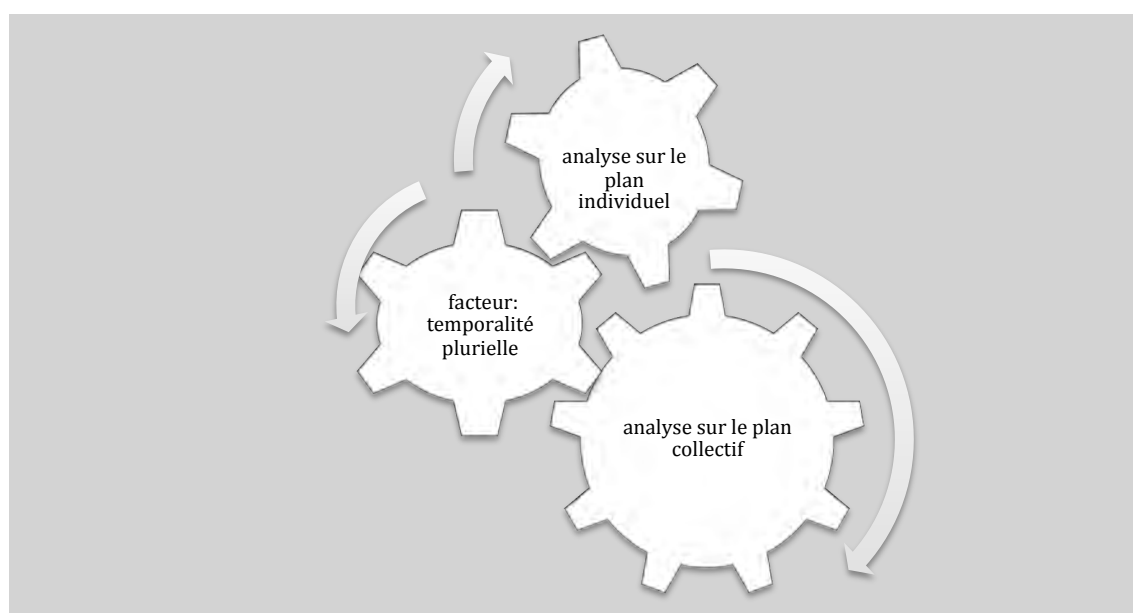 analyse sur le
plan
individuel
facteur:
temporalité
plurielle
analyse sur le plan
collectif